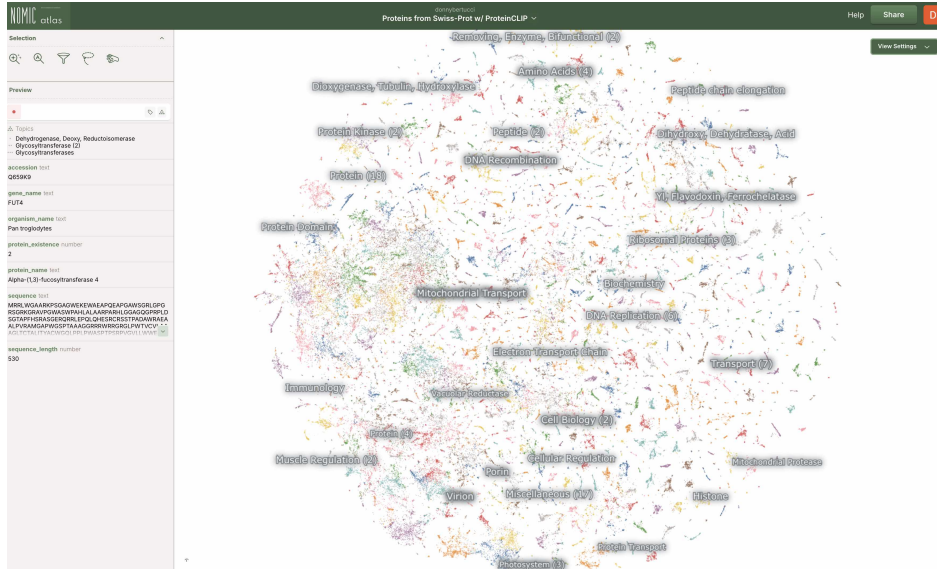 NOMIC atlas
donnybertucci
Proteins from Swiss-Prot w/ ProteinCLIP
Help
Share
D
Selection
View Settings
Preview
Topics
Dehydrogenase, Deoxy, Reductoisomerase
Glycosyltransferase (2)
Glycosyltransferases
accession text
Q659K9
gene_name text
FUT4
organism_name text
Pan troglodytes
protein_existence number
2
protein_name text
Alpha-(1,3)-fucosyltransferase 4
sequence text
MRRLWGAARKPSGAGWEKEWAEAPQEAPGAWSGRLGPG
RSGRKGRAVPGWASWPAHLALAARPARHLGGAGQGPRPLD
SGTAPFHSRASGERQRRLEPQLQHESRCRSSTPADAWRAEA
sequence_length number
530
Removing, Enzyme, Bifunctional (2)
Amino Acids (4)
Dioxygenase, Tubulin, Hydroxylase
Peptide chain elongation
Protein Kinase (2)
Peptide (2)
Dihydroxy, Dehydratase, Acid
DNA Recombination
Protein (18)
Yl, Flavodoxin, Ferrochelatase
Protein Domain,
Ribosomal Proteins (3)
Biochemistry
Mitochondrial Transport
DNA Replication (6)
Electron Transport Chain
Transport (7)
Immunology
Vacuolar Reductase
Cell Biology (2)
Protein (4)
Muscle Regulation (2)
Cellular Regulation
Mitochondrial Protease
Porin
Virion
Miscellaneous (17)
Histone
Protein Transport
Photosystem (3)